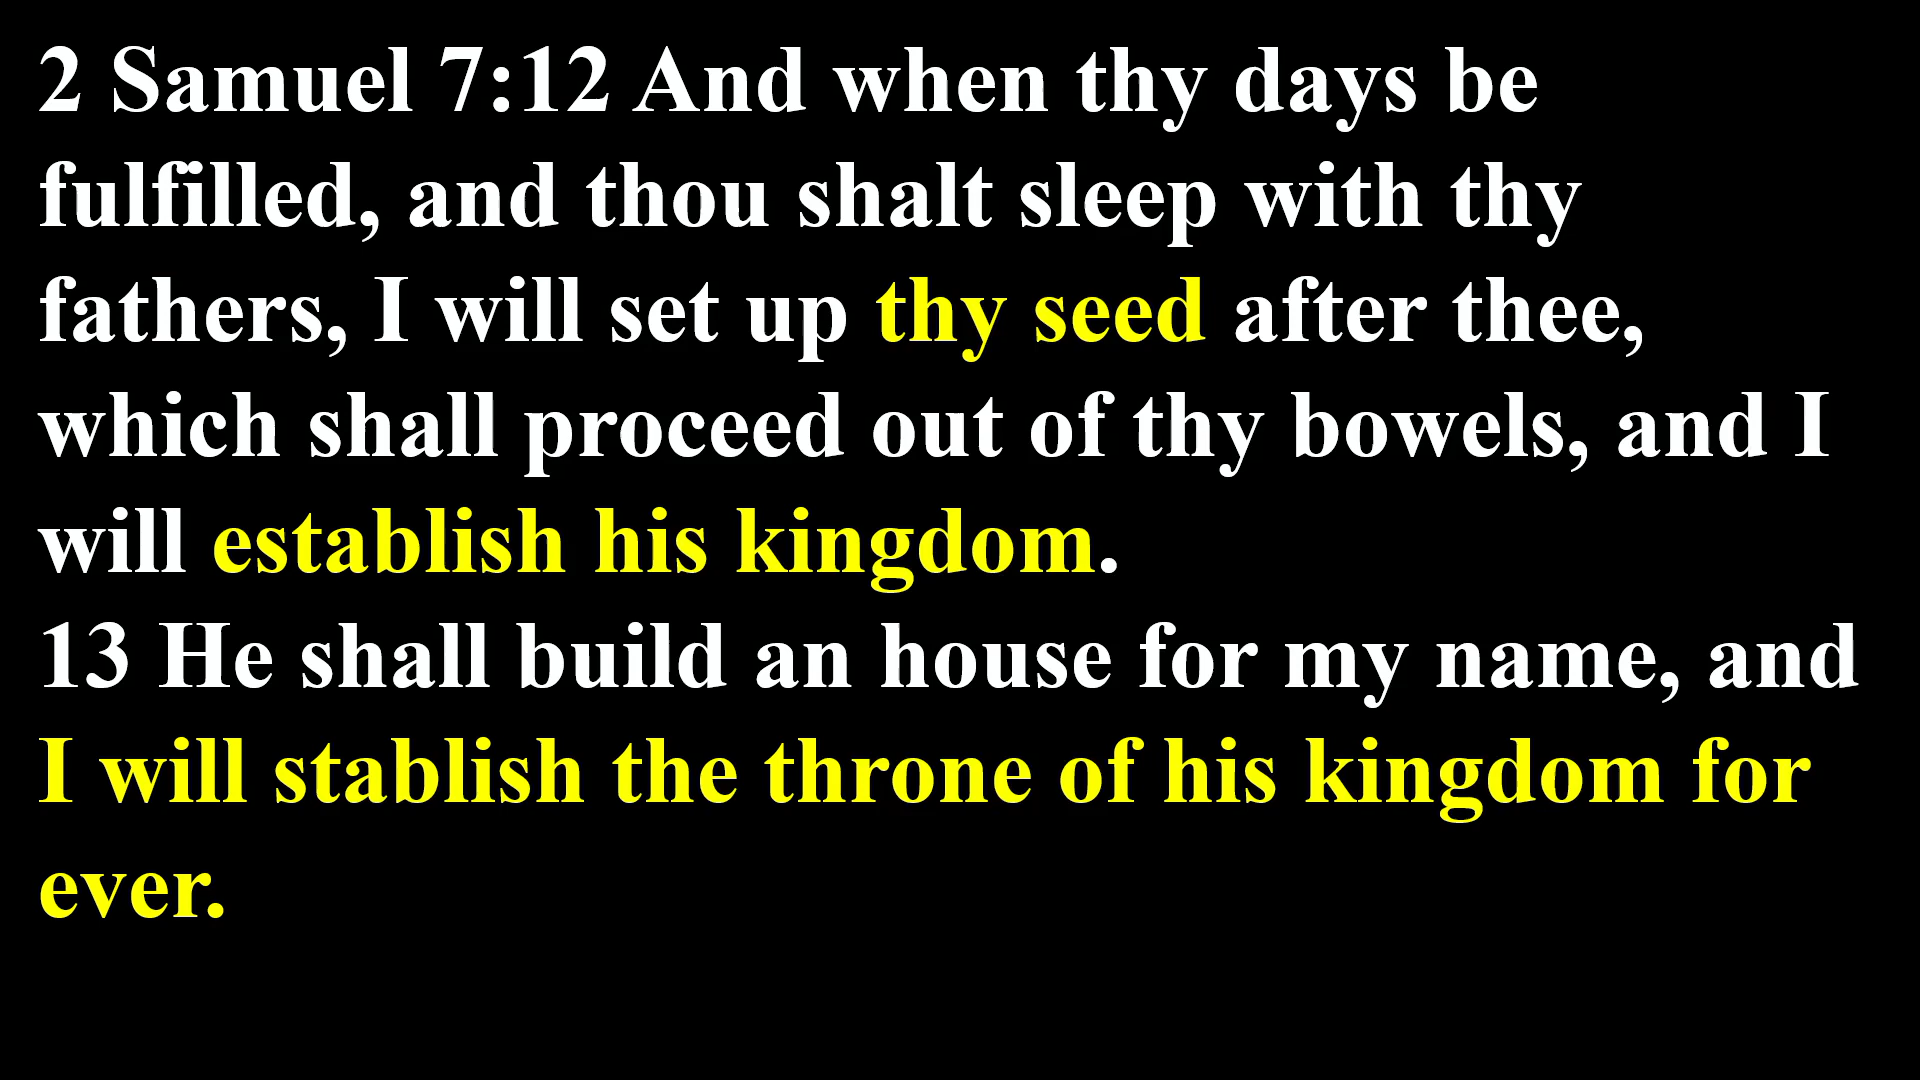 2 Samuel 7:12 And when thy days be
fulfilled, and thou shalt sleep with thy
fathers, I will set up thy seed after thee,
which shall proceed out of thy bowels, and I
will establish his kingdom.
13 He shall build an house for my name, and
I will stablish the throne of his kingdom for
ever.